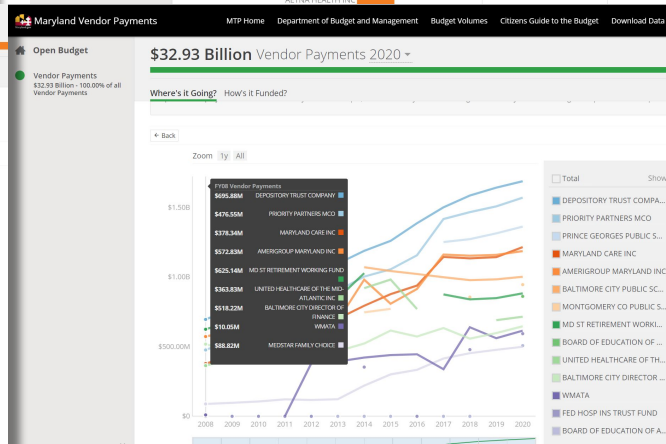 AETNA HEALTH INC
Maryland Vendor Payments
MTP Home Department of Budget and Management Budget Volumes Citizens Guide to the Budget Download Data
Open Budget
Vendor Payments
$32.93 Billion - 100.00% of all
Vendor Payments
$32.93 Billion Vendor Payments 2020
Where's it Going? How's it Funded?
← Back
Zoom 1y All
FY08 Vendor Payments
$695.88M DEPOSITORY TRUST COMPANY
$476.55M PRIORITY PARTNERS MCO
$378.34M MARYLAND CARE INC
$572.83M AMERIGROUP MARYLAND INC
$625.14M MD ST RETIREMENT WORKING FUND
$363.83M UNITED HEALTHCARE OF THE MID-
ATLANTIC INC
$518.22M BALTIMORE CITY DIRECTOR OF
FINANCE
$10.05M WMATA
$88.82M MEDSTAR FAMILY CHOICE
$1.50B
$1.00B
$500.00M
$0
2008 2009 2010 2011 2012 2013 2014 2015 2016 2017 2018 2019 2020
Total Show
DEPOSITORY TRUST COMPA...
PRIORITY PARTNERS MCO
PRINCE GEORGES PUBLIC S...
MARYLAND CARE INC
AMERIGROUP MARYLAND INC
BALTIMORE CITY PUBLIC SC...
MONTGOMERY CO PUBLIC S...
MD ST RETIREMENT WORKI...
BOARD OF EDUCATION OF ...
UNITED HEALTHCARE OF TH...
BALTIMORE CITY DIRECTOR ...
WMATA
FED HOSP INS TRUST FUND
BOARD OF EDUCATION OF A...